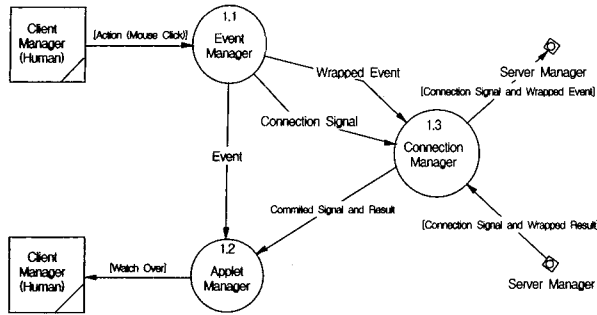 Client
Manager
(Human)
[Action (Mouse Click)]
1.1
Event
Manager
Wrapped Event
Connection Signal
Server Manager
[Connection Signal and Wrapped Event]
1.3
Connection
Manager
Event
Commited Signal and Result
[Connection Signal and Wrapped Result]
Client
Manager
(Human)
[Watch Over]
1.2
Applet
Manager
Server Manager